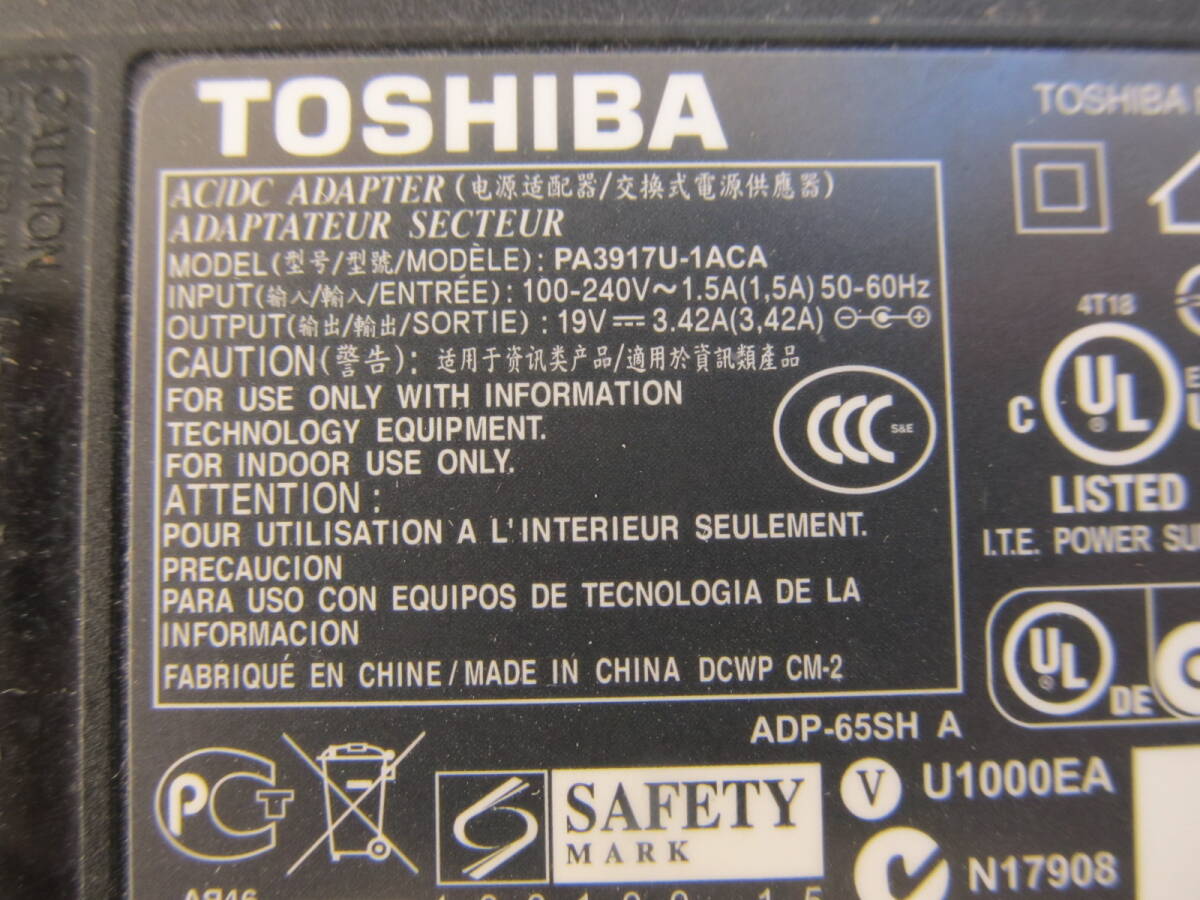 CAUTION
TOSHIBA
TOSHIBA
AC/DC ADAPTER (电源适配器/交換式電源供應器)
ADAPTATEUR SECTEUR
MODEL(型号/型號/MODÈLE): PA3917U-1ACA
INPUT(输入/輸入/ENTRÉE): 100-240V~1.5A(1,5A) 50-60Hz
OUTPUT(输出/輸出/SORTIE) : 19V⎓3.42A(3,42A)
CAUTION(警告): 适用于资讯类产品/適用於資訊類產品
FOR USE ONLY WITH INFORMATION
TECHNOLOGY EQUIPMENT.
FOR INDOOR USE ONLY.
ATTENTION :
POUR UTILISATION A L'INTERIEUR SEULEMENT.
PRECAUCION
PARA USO CON EQUIPOS DE TECNOLOGIA DE LA
INFORMACION
FABRIQUÉ EN CHINE/MADE IN CHINA DCWP CM-2
CCC S&E
4T18
C UL ®
LISTED
I.T.E. POWER
UL DE
ADP-65SH A
PCT
SAFETY
MARK
V U1000EA
N17908